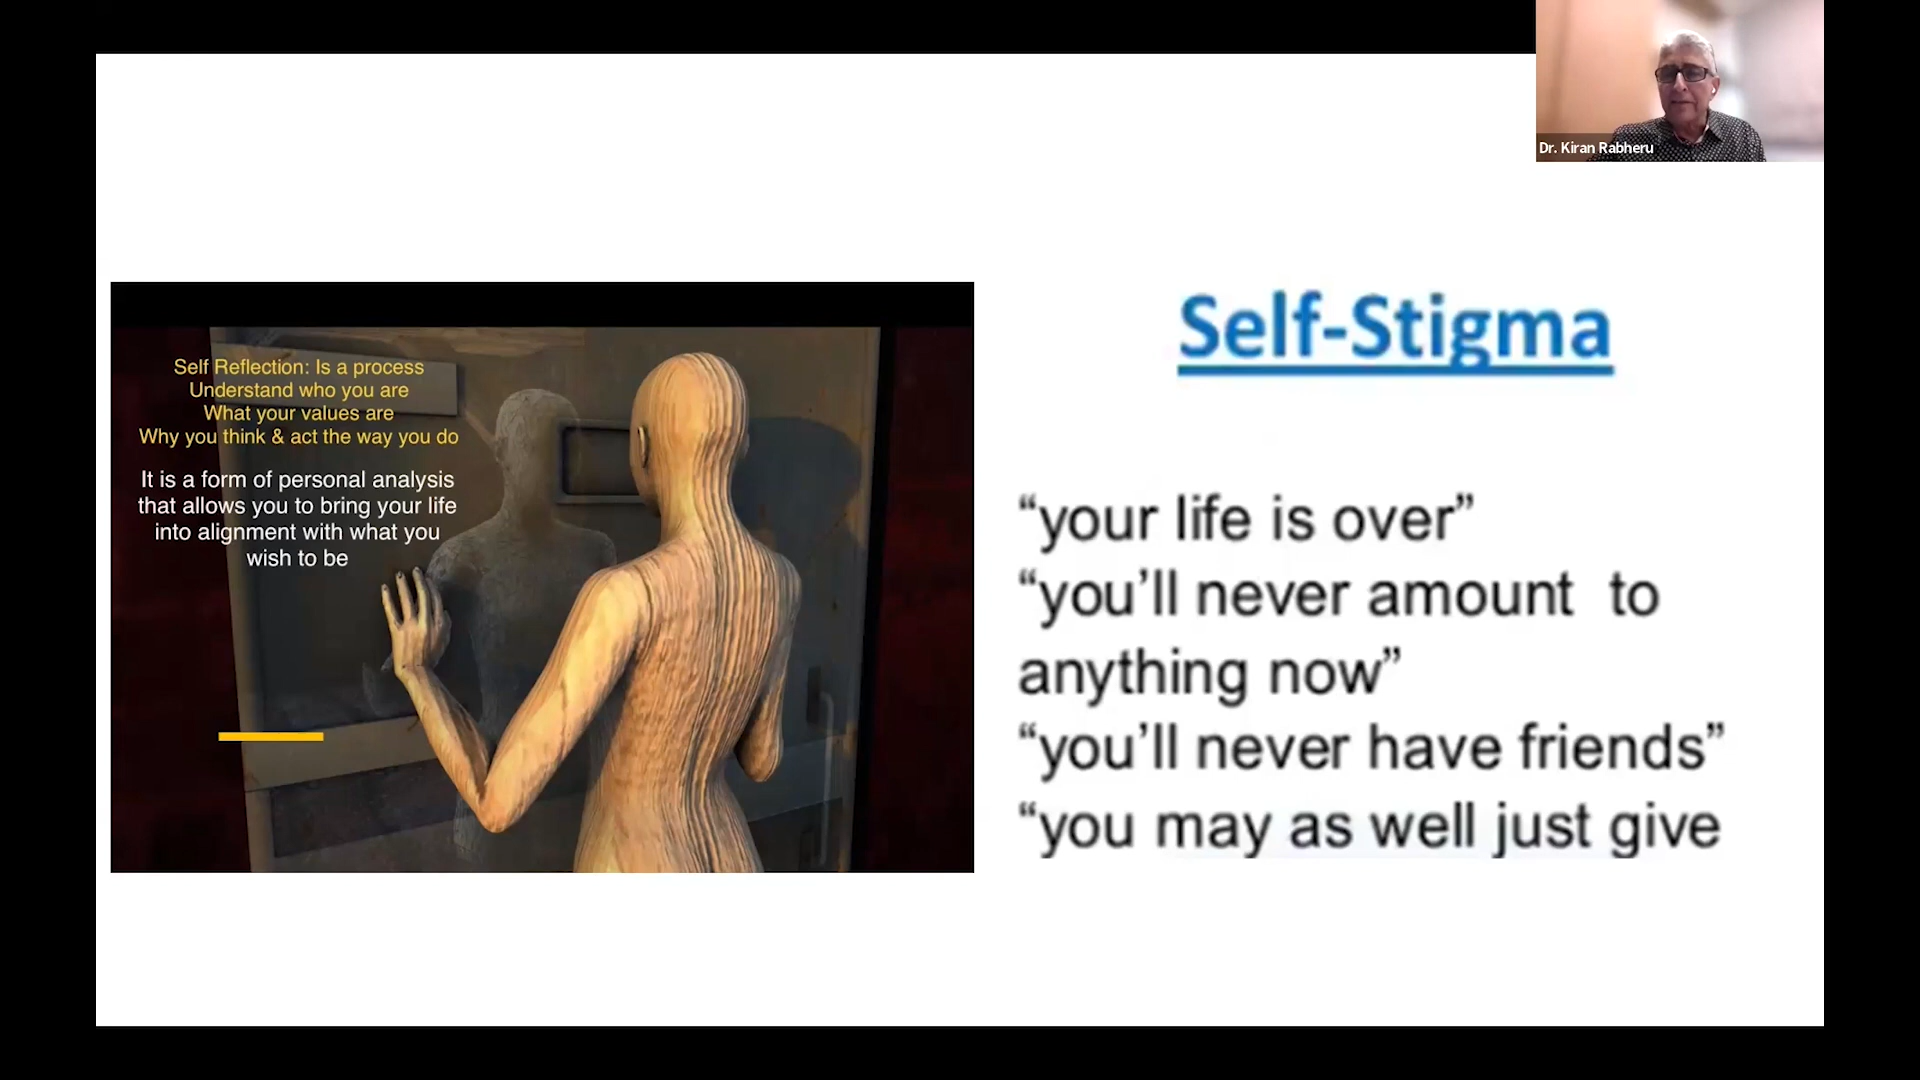 Dr. Kiran Rabheru
Self Reflection: Is a process
Understand who you are
What your values are
Why you think & act the way you do
It is a form of personal analysis
that allows you to bring your life
into alignment with what you
wish to be
Self-Stigma
“your life is over”
“you’ll never amount to
anything now”
“you’ll never have friends”
“you may as well just give